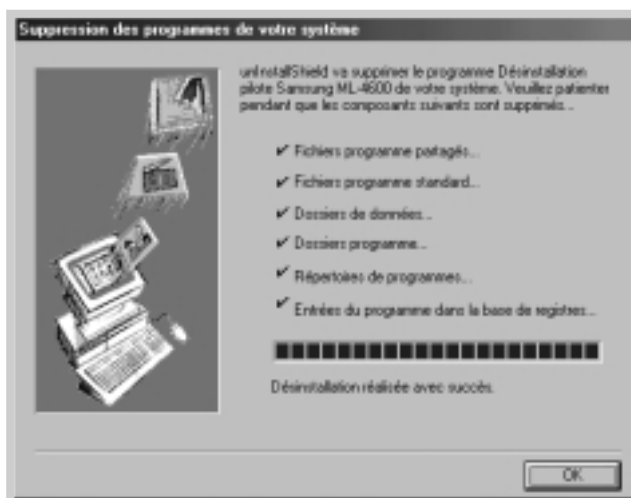 Suppression des programmes de votre système
unInstallShield va supprimer le programme Désinstallation
pilote Samsung ML-4600 de votre système. Veuillez patienter
pendant que les composants suivants sont supprimés...
✔ Fichiers programme partagés...
✔ Fichiers programme standard...
✔ Dossiers de données...
✔ Dossiers programme...
✔ Répertoires de programmes...
✔ Entrées du programme dans la base de registres...
Désinstallation réalisée avec succès.
OK